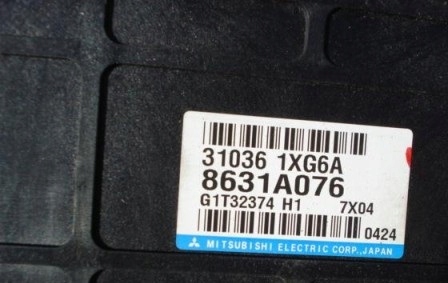 31036 1XG6A
8631A076
G1T32374 H1 7X04
0424
MITSUBISHI ELECTRIC CORP., JAPAN